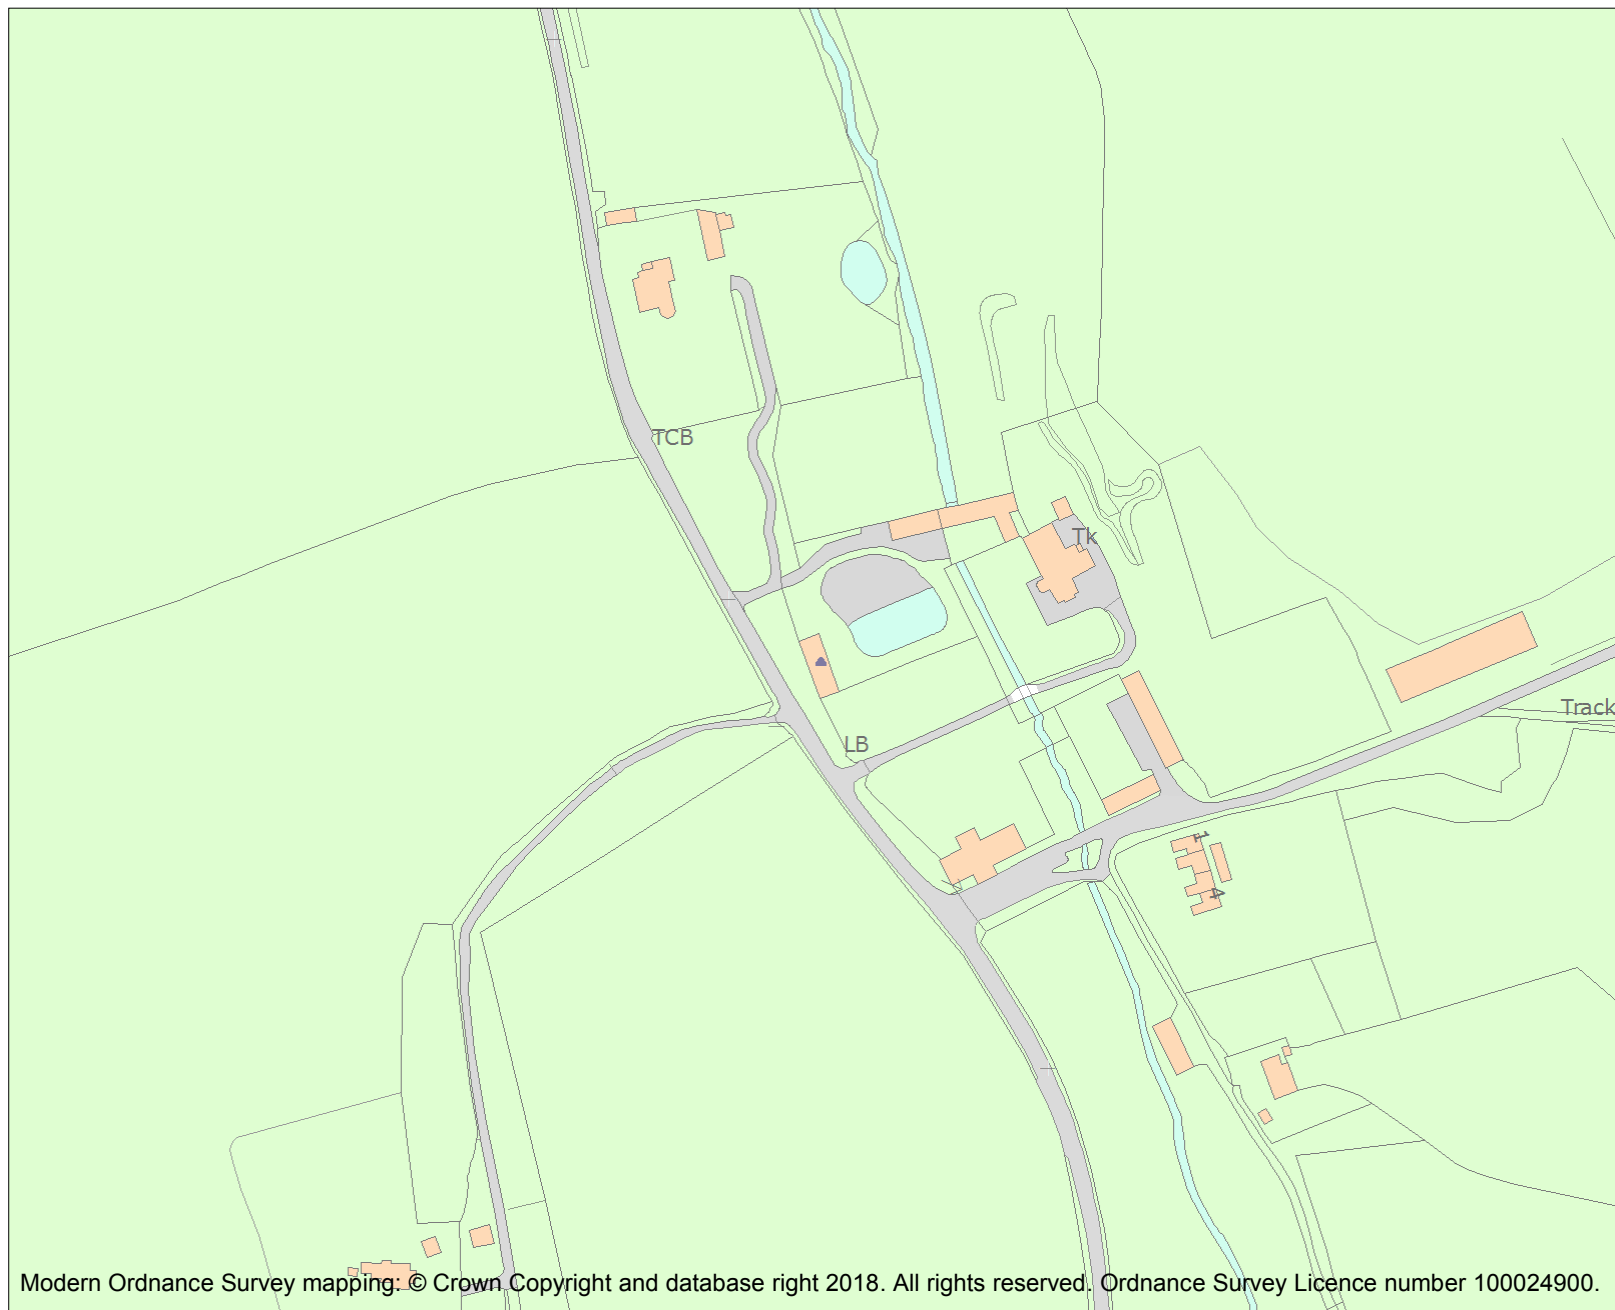 TCB
Tk
Track
LB
1
4
Modern Ordnance Survey mapping: © Crown Copyright and database right 2018. All rights reserved. Ordnance Survey Licence number 100024900.